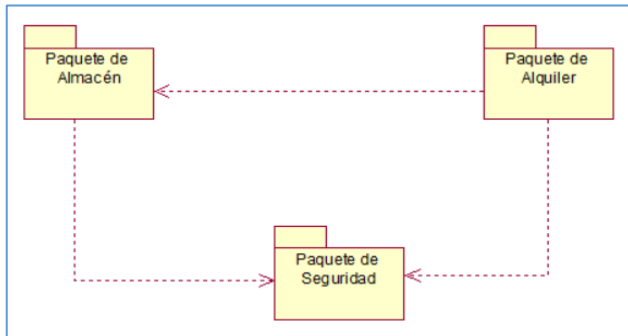 Paquete de
Almacén
Paquete de
Alquiler
Paquete de
Seguridad